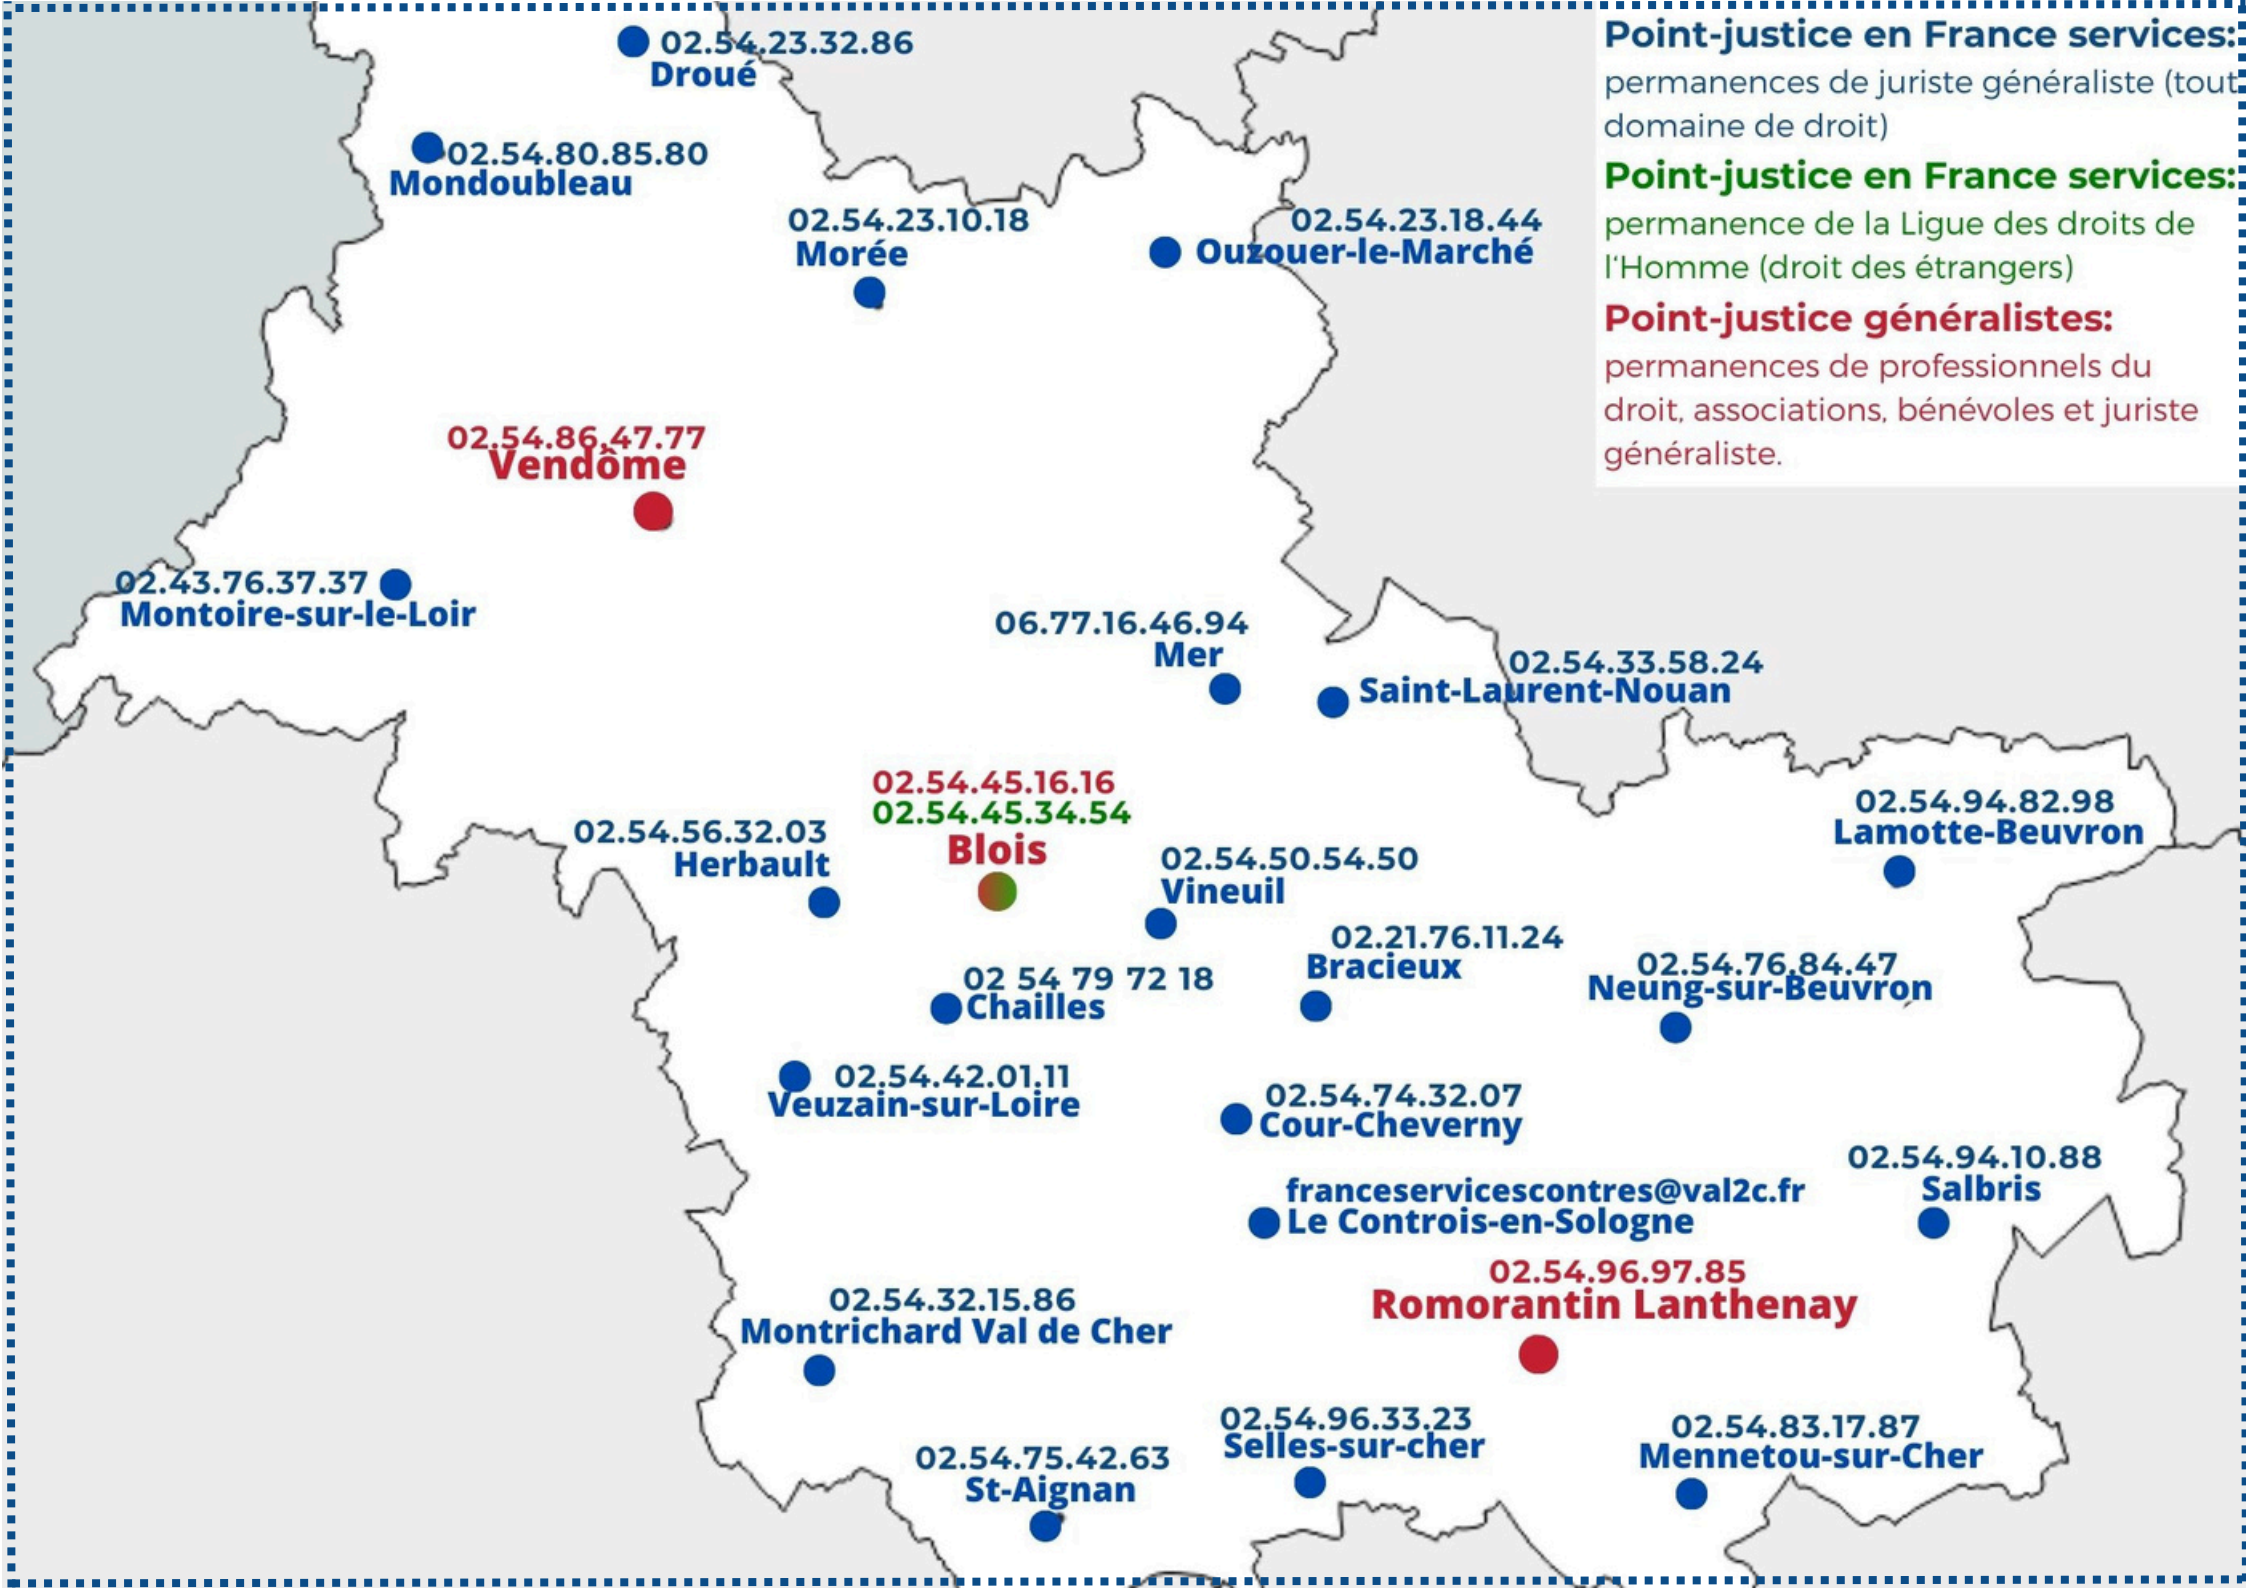 Point-justice en France services:
permanences de juriste généraliste (tout
domaine de droit)
Point-justice en France services:
permanence de la Ligue des droits de
l'Homme (droit des étrangers)
Point-justice généralistes:
permanences de professionnels du
droit, associations, bénévoles et juriste
généraliste.
02.54.23.32.86
Droué
02.54.80.85.80
Mondoubleau
02.54.23.10.18
Morée
02.54.23.18.44
Ouzouer-le-Marché
02.54.86.47.77
Vendôme
02.43.76.37.37
Montoire-sur-le-Loir
06.77.16.46.94
Mer
02.54.33.58.24
Saint-Laurent-Nouan
02.54.45.16.16
02.54.45.34.54
Blois
02.54.56.32.03
Herbault
02.54.50.54.50
Vineuil
02.54.94.82.98
Lamotte-Beuvron
02.21.76.11.24
Bracieux
02.54.76.84.47
Neung-sur-Beuvron
02 54 79 72 18
Chailles
02.54.42.01.11
Veuzain-sur-Loire
02.54.74.32.07
Cour-Cheverny
02.54.94.10.88
Salbris
franceservicescontres@val2c.fr
Le Controis-en-Sologne
02.54.96.97.85
Romorantin Lanthenay
02.54.32.15.86
Montrichard Val de Cher
02.54.96.33.23
Selles-sur-cher
02.54.83.17.87
Mennetou-sur-Cher
02.54.75.42.63
St-Aignan